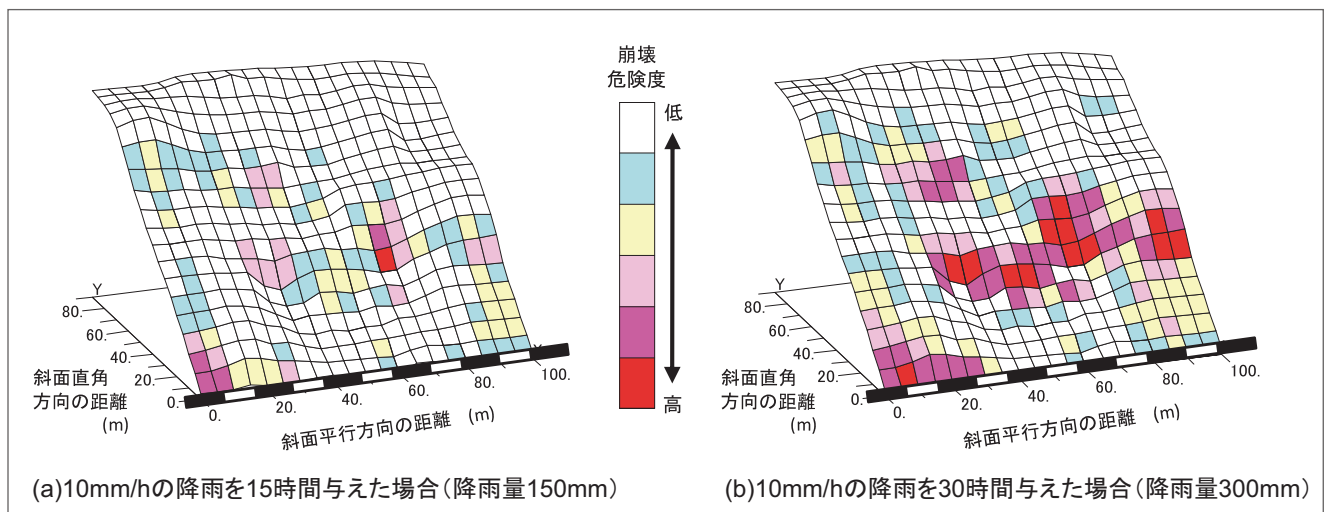 崩壊
危険度
低
高
Y
80.
60.
40.
20.
0.
斜面直角
方向の距離
(m)
0.
20.
40.
60.
80.
100.
斜面平行方向の距離 (m)
(a)10mm/hの降雨を15時間与えた場合（降雨量150mm）
Y
80.
60.
40.
20.
0.
斜面直角
方向の距離
(m)
0.
20.
40.
60.
80.
100.
斜面平行方向の距離 (m)
(b)10mm/hの降雨を30時間与えた場合（降雨量300mm）